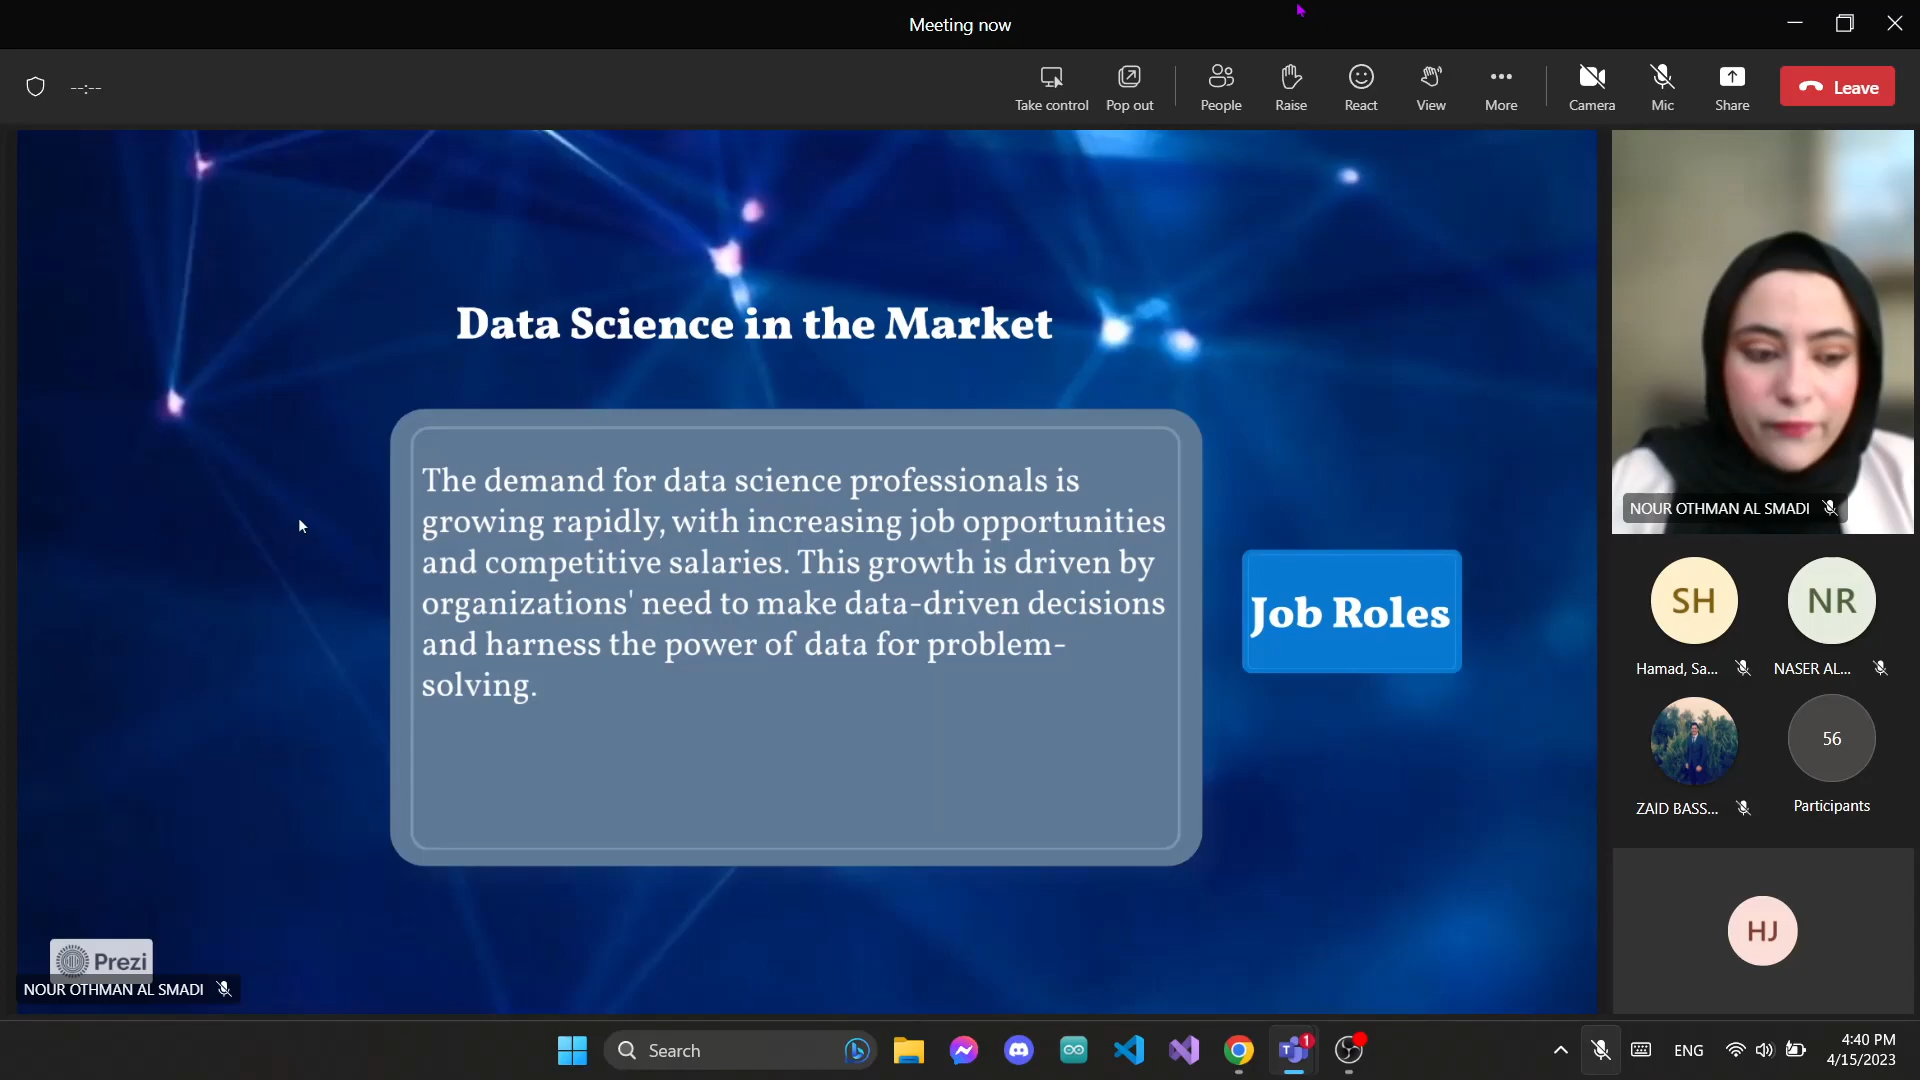 Meeting now
--:--
Take control
Pop out
People
Raise
React
View
More
Camera
Mic
Share
Leave
Data Science in the Market
The demand for data science professionals is
growing rapidly, with increasing job opportunities
and competitive salaries. This growth is driven by
organizations' need to make data-driven decisions
and harness the power of data for problem-
solving.
Job Roles
Prezi
NOUR OTHMAN AL SMADI
NOUR OTHMAN AL SMADI
SH
NR
Hamad, Sa...
NASER AL...
56
ZAID BASS...
Participants
HJ
Search
1
ENG
4:40 PM
4/15/2023